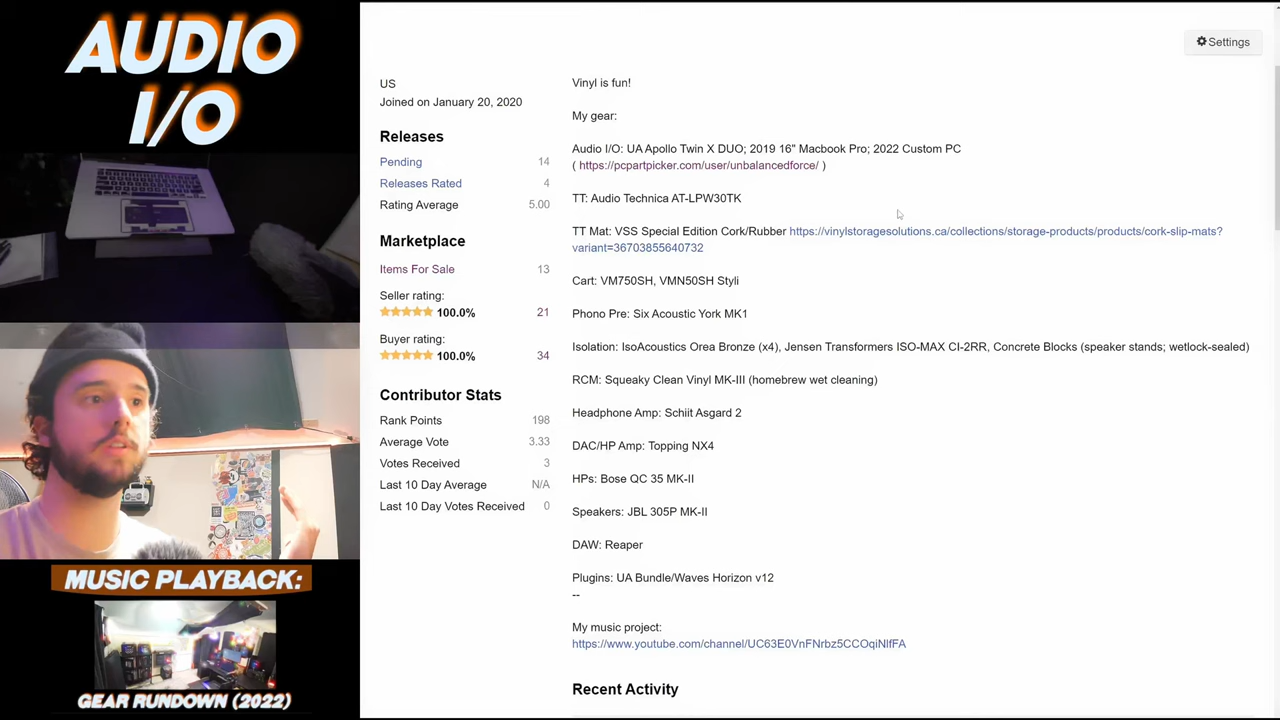 AUDIO
I/O
MUSIC PLAYBACK:
GEAR RUNDOWN (2022)
Settings
US
Joined on January 20, 2020
Releases
Pending 14
Releases Rated 4
Rating Average 5.00
Marketplace
Items For Sale 13
Seller rating:
100.0% 21
Buyer rating:
100.0% 34
Contributor Stats
Rank Points 198
Average Vote 3.33
Votes Received 3
Last 10 Day Average N/A
Last 10 Day Votes Received 0
Vinyl is fun!
My gear:
Audio I/O: UA Apollo Twin X DUO; 2019 16" Macbook Pro; 2022 Custom PC
( https://pcpartpicker.com/user/unbalancedforce/ )
TT: Audio Technica AT-LPW30TK
TT Mat: VSS Special Edition Cork/Rubber https://vinylstoragesolutions.ca/collections/storage-products/products/cork-slip-mats?
variant=36703855640732
Cart: VM750SH, VMN50SH Styli
Phono Pre: Six Acoustic York MK1
Isolation: IsoAcoustics Orea Bronze (x4), Jensen Transformers ISO-MAX CI-2RR, Concrete Blocks (speaker stands; wetlock-sealed)
RCM: Squeaky Clean Vinyl MK-III (homebrew wet cleaning)
Headphone Amp: Schiit Asgard 2
DAC/HP Amp: Topping NX4
HPs: Bose QC 35 MK-II
Speakers: JBL 305P MK-II
DAW: Reaper
Plugins: UA Bundle/Waves Horizon v12
--
My music project:
https://www.youtube.com/channel/UC63E0VnFNrbz5CCOqiNlfFA
Recent Activity